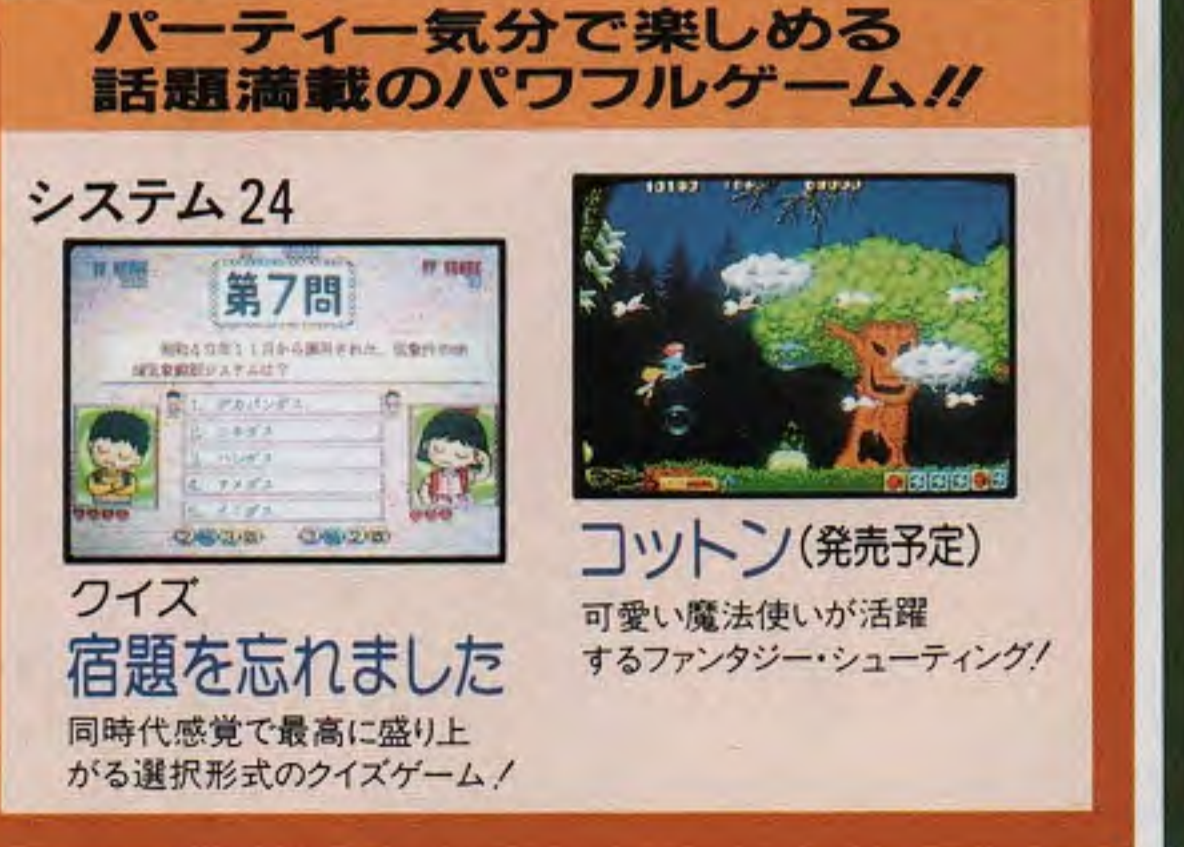 パーティー気分で楽しめる
話題満載のパワフルゲーム!!
システム24
第7問
クイズ
宿題を忘れました
同時代感覚で最高に盛り上
がる選択形式のクイズゲーム!
コットン(発売予定)
可愛い魔法使いが活躍
するファンタジー・シューティング!